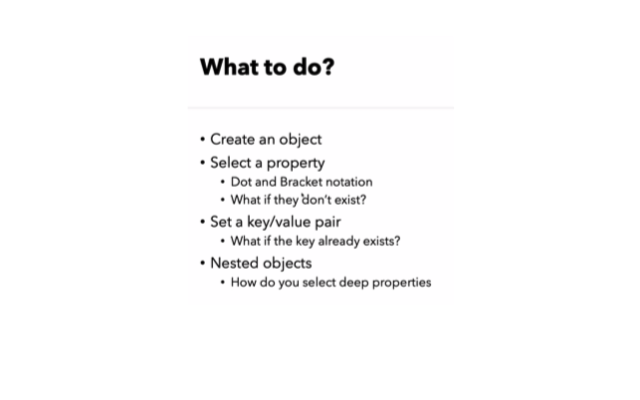 What to do?
• Create an object
• Select a property
• Dot and Bracket notation
• What if they don't exist?
• Set a key/value pair
• What if the key already exists?
• Nested objects
• How do you select deep properties